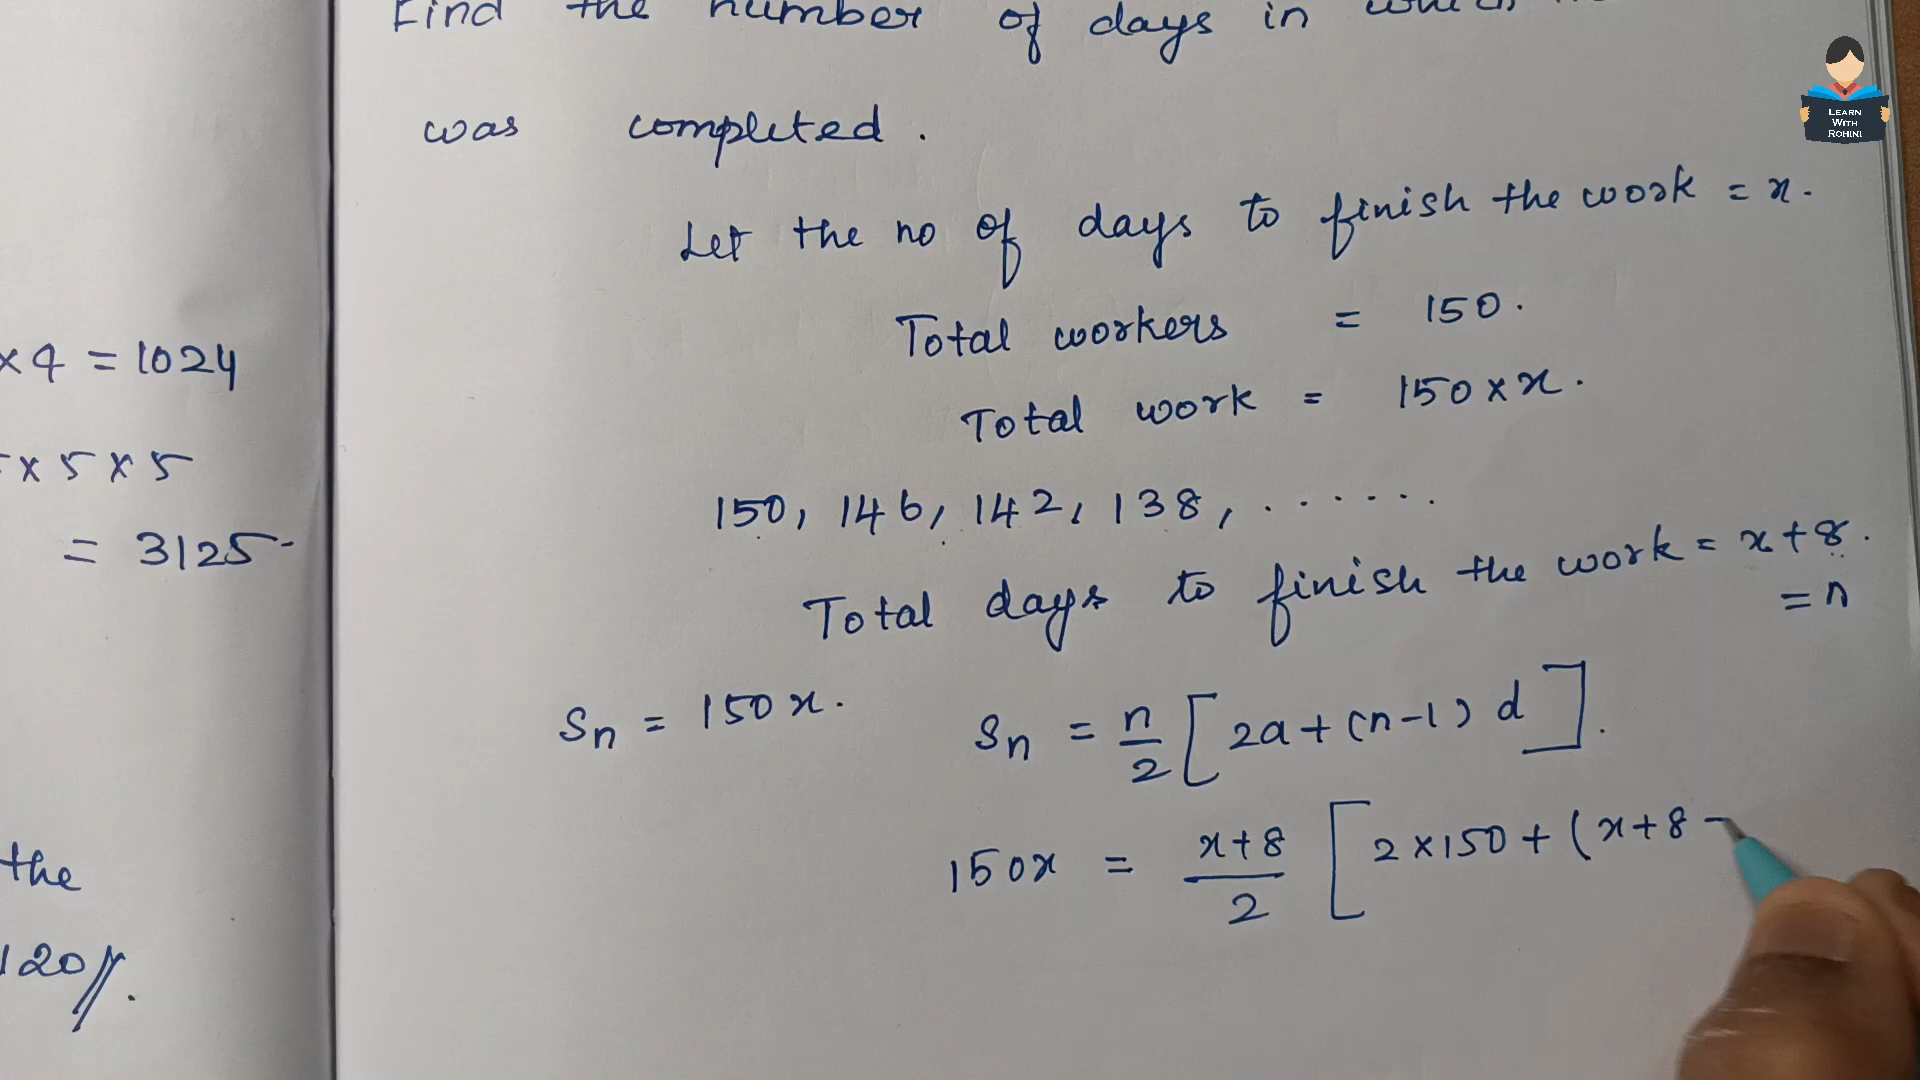 Find the number of days in which
was completed.
Let the no of days to finish the work = x.
Total workers = 150.
Total work = 150 × x.
150, 146, 142, 138, .......
Total days to finish the work = x+8.
= n
Sn = 150x.
Sn = n/2 [2a + (n-1) d].
150x = x+8/2 [2×150 + (x+8 -
×4 = 1024
×5×5
= 3125.
the
120//.
LEARN
WITH
ROHINI